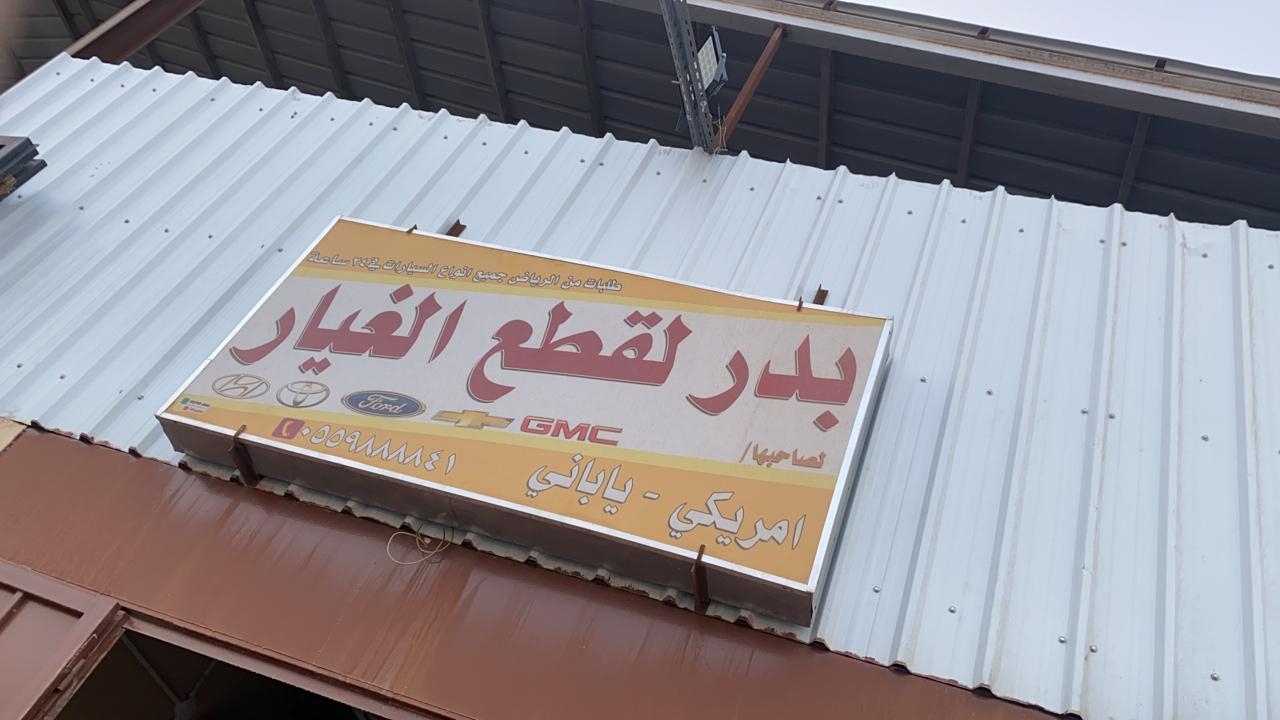 طلبات من الرياض جميع انواع السيارات في ٢٤ ساعة
بدر لقطع الغيار
Ford
GMC
لصاحبها/
٠٥٥٩٨٨٨٨٤١
امريكي - ياباني